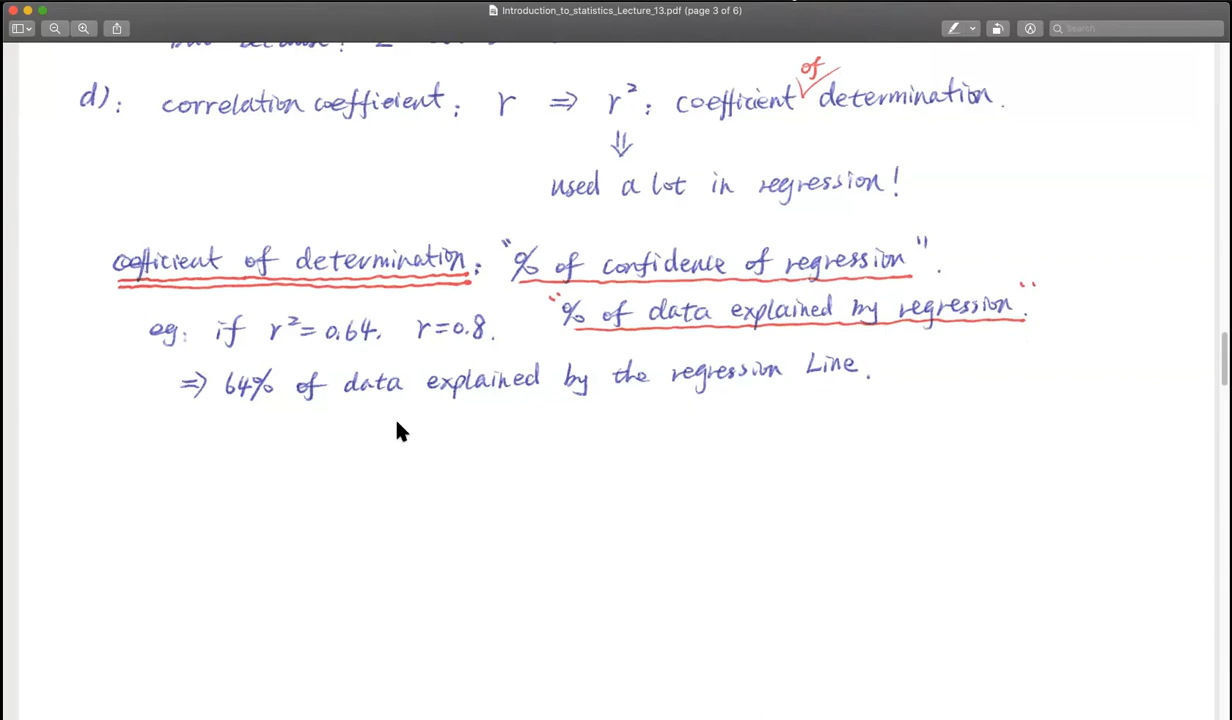 Introduction_to_statistics_Lecture_13.pdf (page 3 of 6)
Search
d): correlation coefficient: r ⇒ r²: coefficient of determination.
⇓
used a lot in regression!
coefficient of determination: "% of confidence of regression".
"% of data explained by regression."
eg: if r² = 0.64. r = 0.8.
⇒ 64% of data explained by the regression Line.